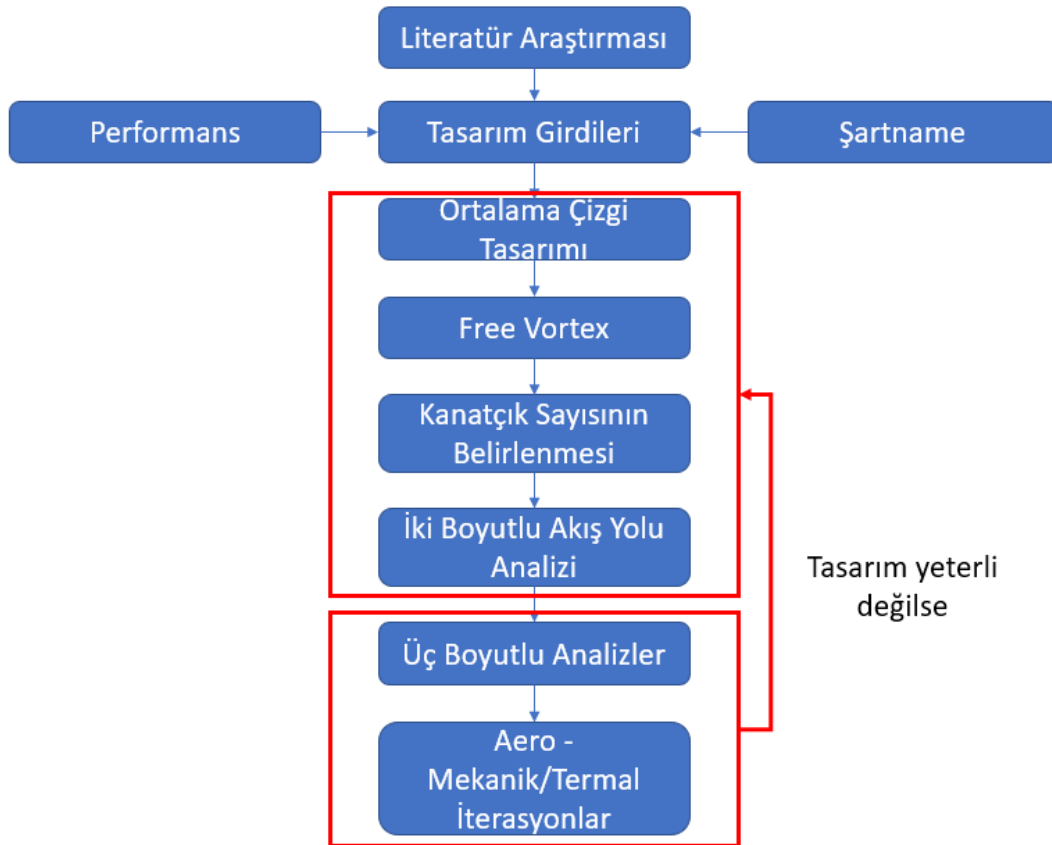 Literatür Araştırması
Performans
Tasarım Girdileri
Şartname
Ortalama Çizgi
Tasarımı
Free Vortex
Kanatçık Sayısının
Belirlenmesi
İki Boyutlu Akış Yolu
Analizi
Tasarım yeterli
değilse
Üç Boyutlu Analizler
Aero -
Mekanik/Termal
İterasyonlar